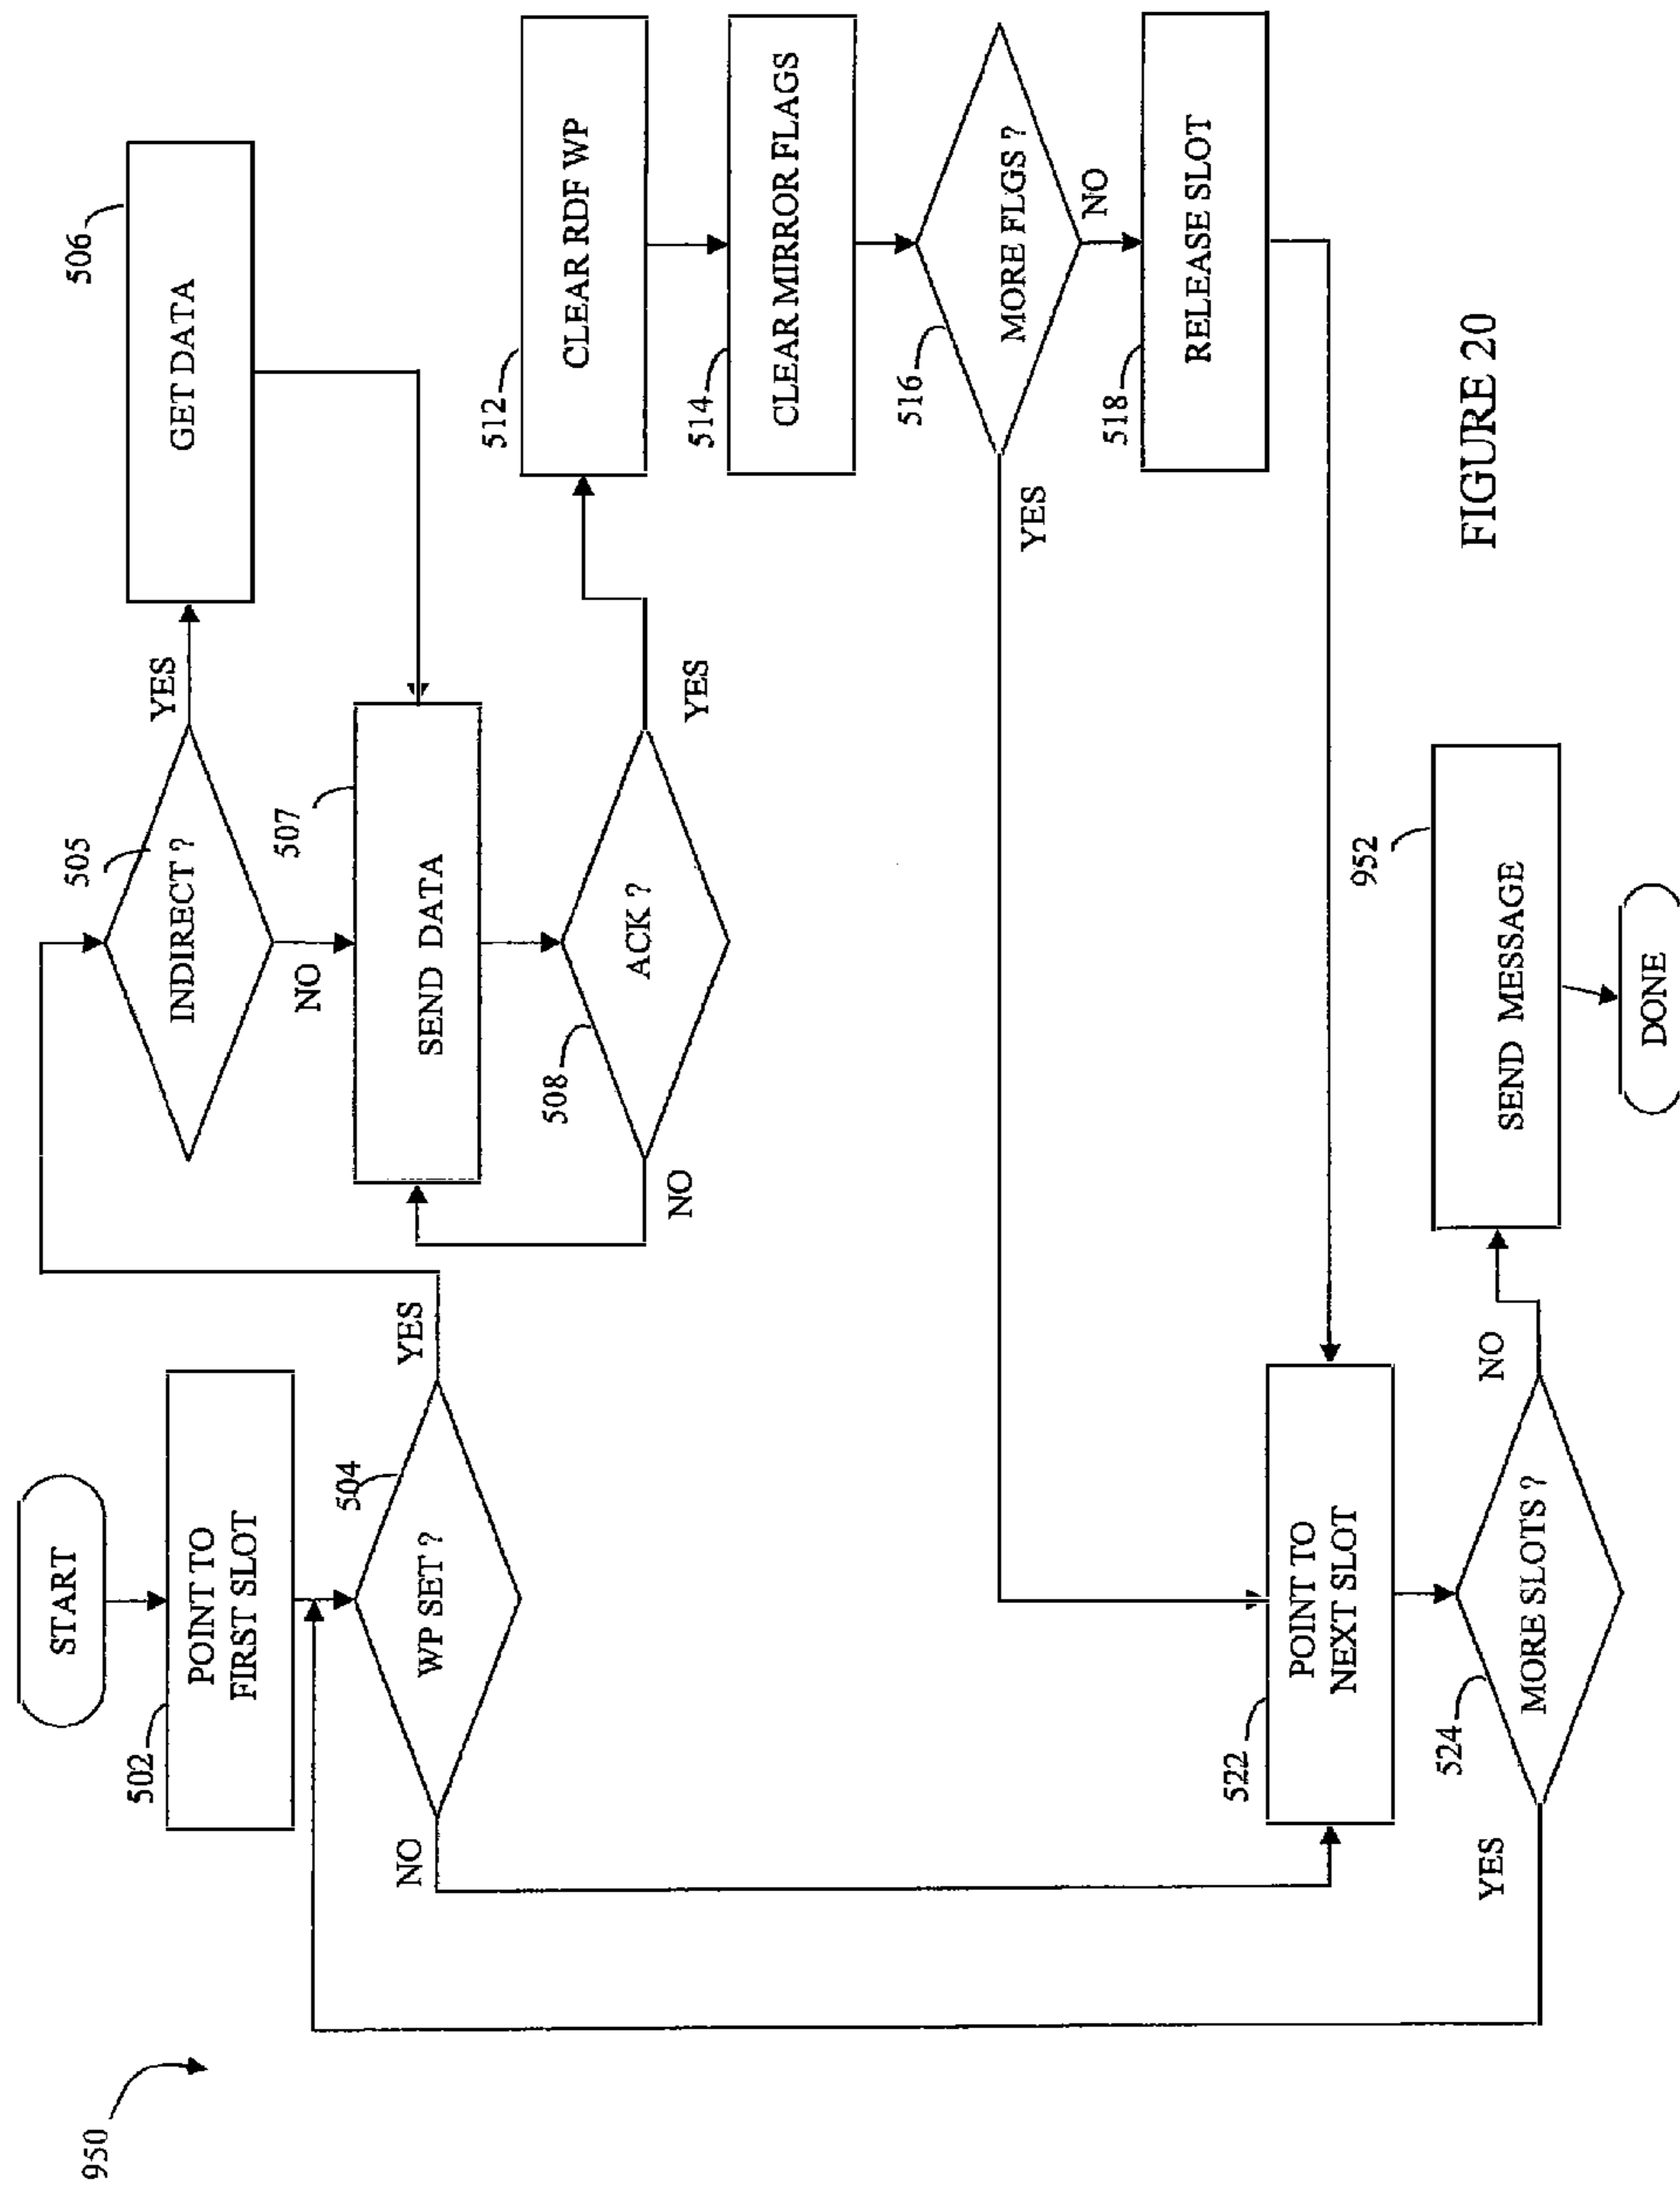 950
START
502
POINT TO
FIRST SLOT
504
WP SET ?
YES
NO
505
INDIRECT ?
YES
NO
506
GET DATA
507
SEND DATA
508
ACK ?
NO
YES
512
CLEAR RDF WP
514
CLEAR MIRROR FLAGS
516
MORE FLGS ?
YES
NO
518
RELEASE SLOT
522
POINT TO
NEXT SLOT
524
MORE SLOTS ?
YES
NO
952
SEND MESSAGE
DONE
FIGURE 20